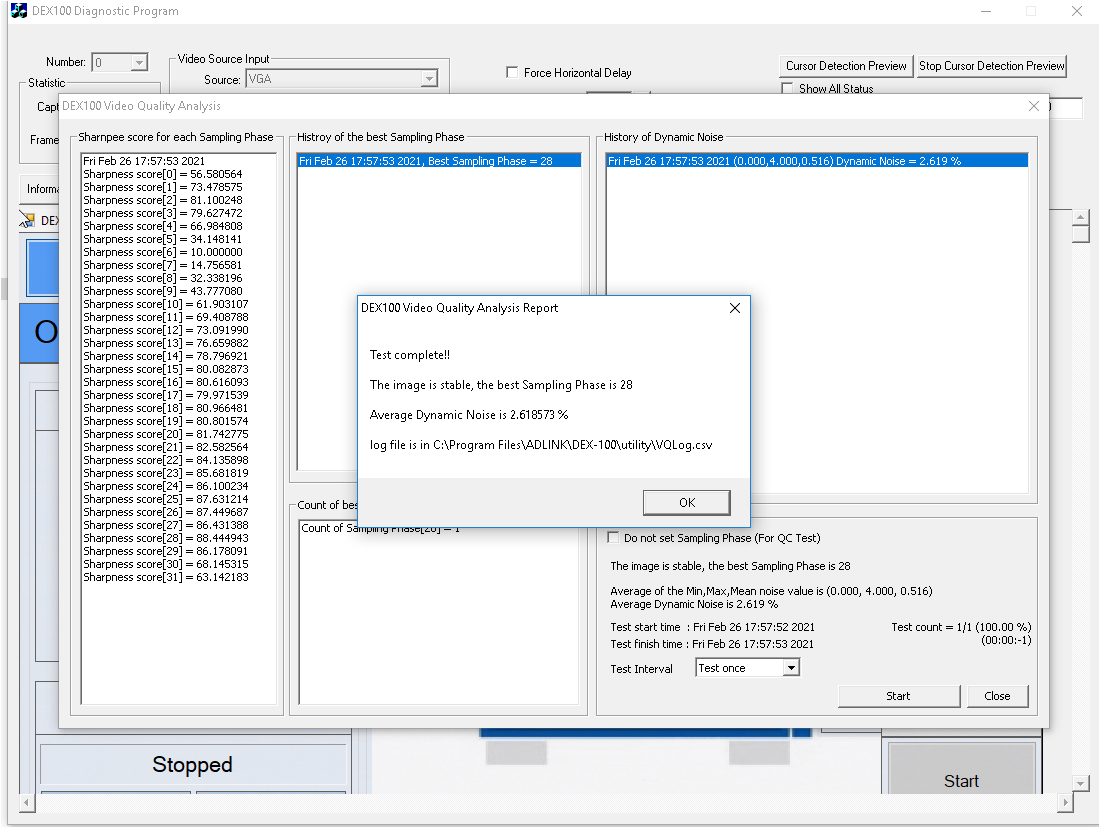 DEX100 Diagnostic Program
Number: 0
Video Source Input
Source: VGA
Force Horizontal Delay
Cursor Detection Preview
Stop Cursor Detection Preview
Show All Status
Statistic
Capt
Frame
Informa
DEX
O
DEX100 Video Quality Analysis
Sharnpee score for each Sampling Phase
Fri Feb 26 17:57:53 2021
Sharpness score[0] = 56.580564
Sharpness score[1] = 73.478575
Sharpness score[2] = 81.100248
Sharpness score[3] = 79.627472
Sharpness score[4] = 66.984808
Sharpness score[5] = 34.148141
Sharpness score[6] = 10.000000
Sharpness score[7] = 14.756581
Sharpness score[8] = 32.338196
Sharpness score[9] = 43.777080
Sharpness score[10] = 61.903107
Sharpness score[11] = 69.408788
Sharpness score[12] = 73.091990
Sharpness score[13] = 76.659882
Sharpness score[14] = 78.796921
Sharpness score[15] = 80.082873
Sharpness score[16] = 80.616093
Sharpness score[17] = 79.971539
Sharpness score[18] = 80.966481
Sharpness score[19] = 80.801574
Sharpness score[20] = 81.742775
Sharpness score[21] = 82.582564
Sharpness score[22] = 84.135898
Sharpness score[23] = 85.681819
Sharpness score[24] = 86.100234
Sharpness score[25] = 87.631214
Sharpness score[26] = 87.449687
Sharpness score[27] = 86.431388
Sharpness score[28] = 88.444943
Sharpness score[29] = 86.178091
Sharpness score[30] = 68.145315
Sharpness score[31] = 63.142183
Histroy of the best Sampling Phase
Fri Feb 26 17:57:53 2021, Best Sampling Phase = 28
History of Dynamic Noise
Fri Feb 26 17:57:53 2021 (0.000,4.000,0.516) Dynamic Noise = 2.619 %
DEX100 Video Quality Analysis Report
Test complete!!
The image is stable, the best Sampling Phase is 28
Average Dynamic Noise is 2.618573 %
log file is in C:\Program Files\ADLINK\DEX-100\utility\VQLog.csv
OK
Count of bes
Count of Sampling Phase[28] = 1
Do not set Sampling Phase (For QC Test)
The image is stable, the best Sampling Phase is 28
Average of the Min,Max,Mean noise value is (0.000, 4.000, 0.516)
Average Dynamic Noise is 2.619 %
Test start time : Fri Feb 26 17:57:52 2021
Test count = 1/1 (100.00 %)
Test finish time : Fri Feb 26 17:57:53 2021
(00:00:-1)
Test Interval
Test once
Start
Close
Stopped
Start